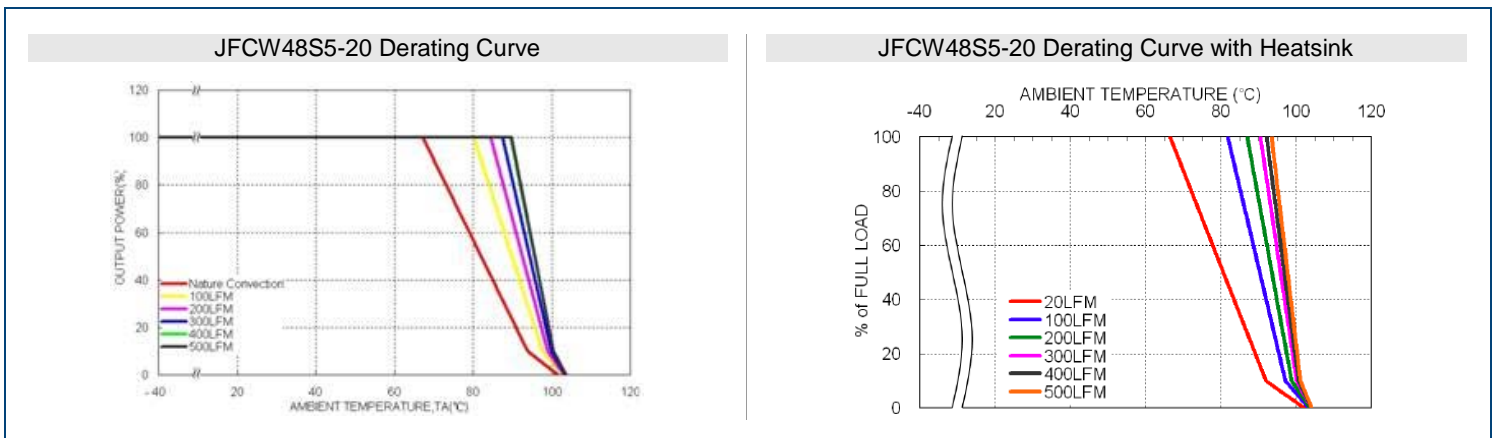 JFCW48S5-20 Derating Curve
120
100
80
60
40
20
0
OUTPUT POWER(%)
Nature Convection
100LFM
200LFM
300LFM
400LFM
500LFM
-40 20 40 60 80 100 120
AMBIENT TEMPERATURE,TA(℃)
JFCW48S5-20 Derating Curve with Heatsink
AMBIENT TEMPERATURE (°C)
-40 20 40 60 80 100 120
100
80
60
40
20
0
% of FULL LOAD
20LFM
100LFM
200LFM
300LFM
400LFM
500LFM